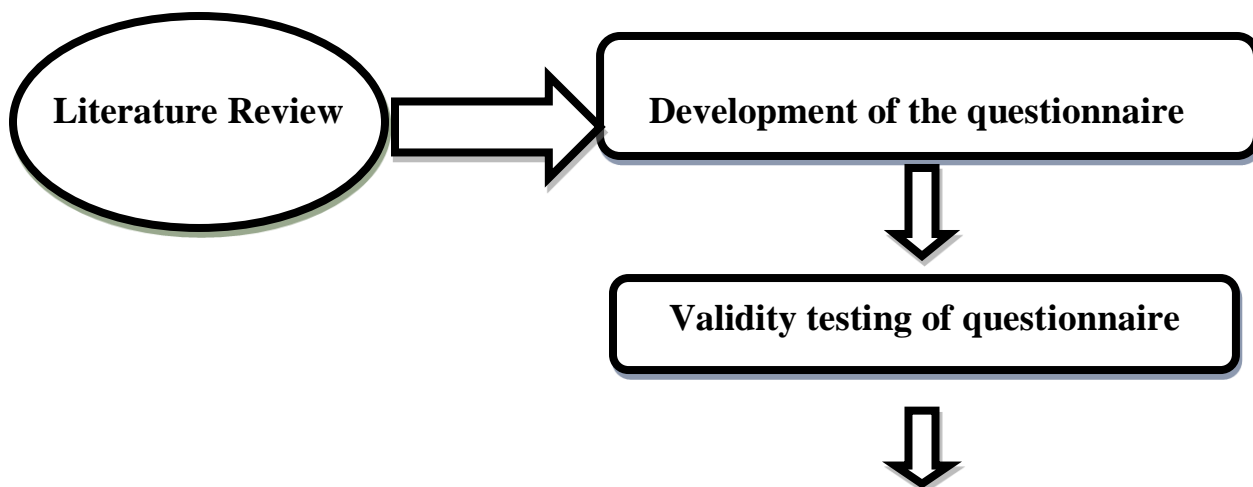 Literature Review
Development of the questionnaire
Validity testing of questionnaire